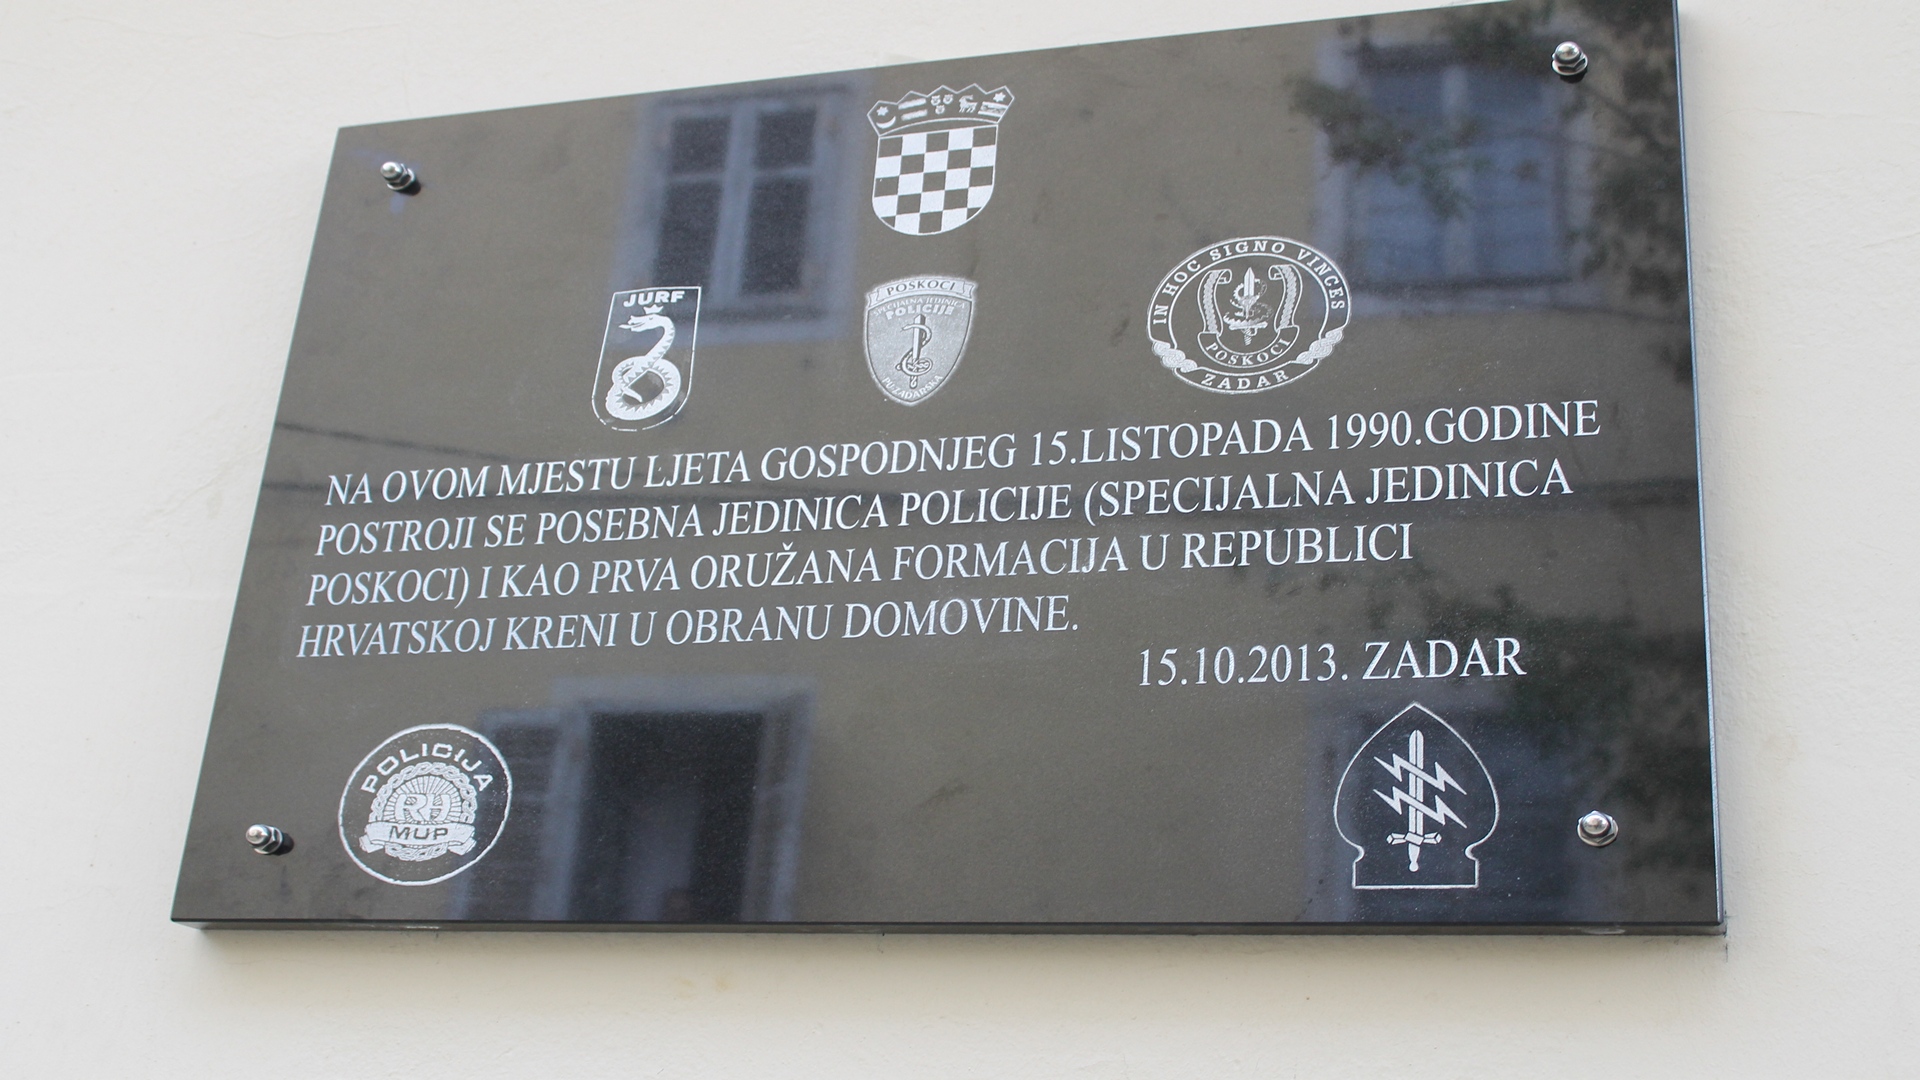 JURF
POSKOCI
SPECIJALNA JEDINICA
POLICIJE
PU ZADARSKA
IN HOC SIGNO VINCES
POSKOCI
ZADAR
NA OVOM MJESTU LJETA GOSPODNJEG 15.LISTOPADA 1990.GODINE
POSTROJI SE POSEBNA JEDINICA POLICIJE (SPECIJALNA JEDINICA
POSKOCI) I KAO PRVA ORUŽANA FORMACIJA U REPUBLICI
HRVATSKOJ KRENI U OBRANU DOMOVINE.
15.10.2013. ZADAR
POLICIJA
RH
MUP